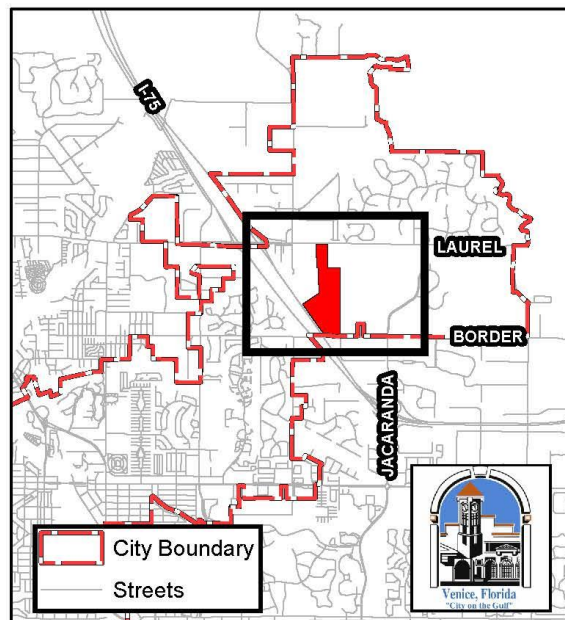 I-75
LAUREL
BORDER
JACARANDA
City Boundary
Streets
Venice, Florida
"City on the Gulf"